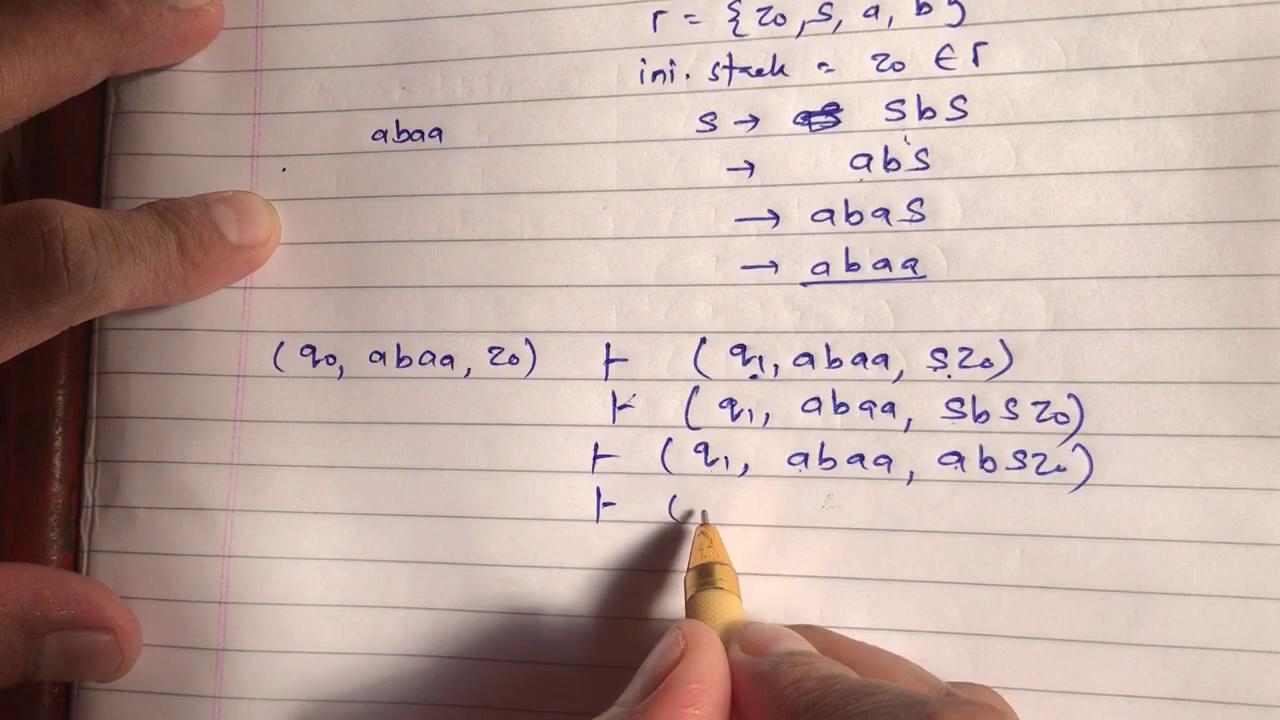 Γ = {z0, S, a, b}
ini. stack = z0 ∈ Γ
abaa
S → SbS
→ abS
→ abaS
→ abaa
(q0, abaa, z0) ⊢ (q1, abaa, Sz0)
⊢ (q1, abaa, SbSz0)
⊢ (q1, abaa, abSz0)
⊢ (